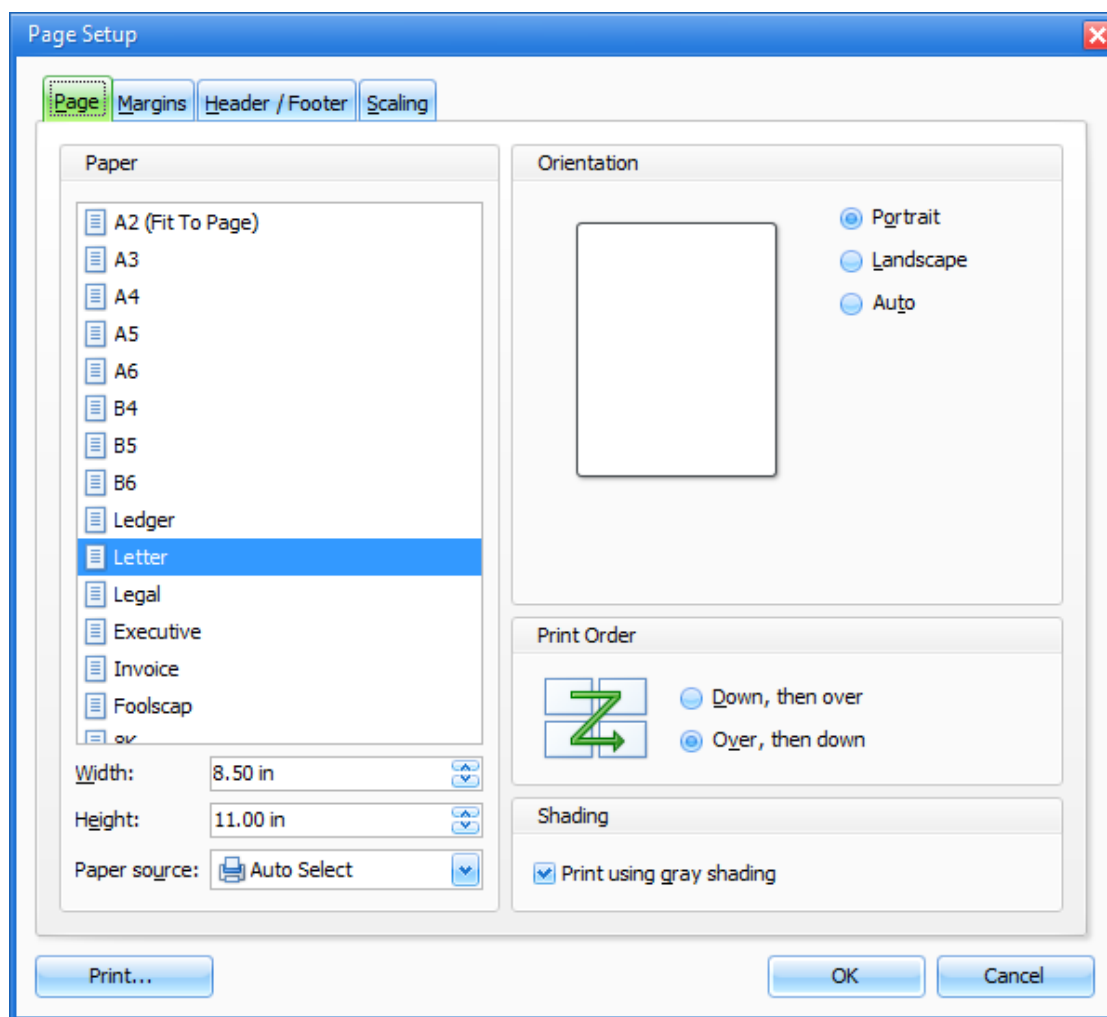 Page Setup
Page Margins Header / Footer Scaling
Paper
A2 (Fit To Page)
A3
A4
A5
A6
B4
B5
B6
Ledger
Letter
Legal
Executive
Invoice
Foolscap
8K
Width: 8.50 in
Height: 11.00 in
Paper source: Auto Select
Orientation
Portrait
Landscape
Auto
Print Order
Down, then over
Over, then down
Shading
Print using gray shading
Print...
OK
Cancel